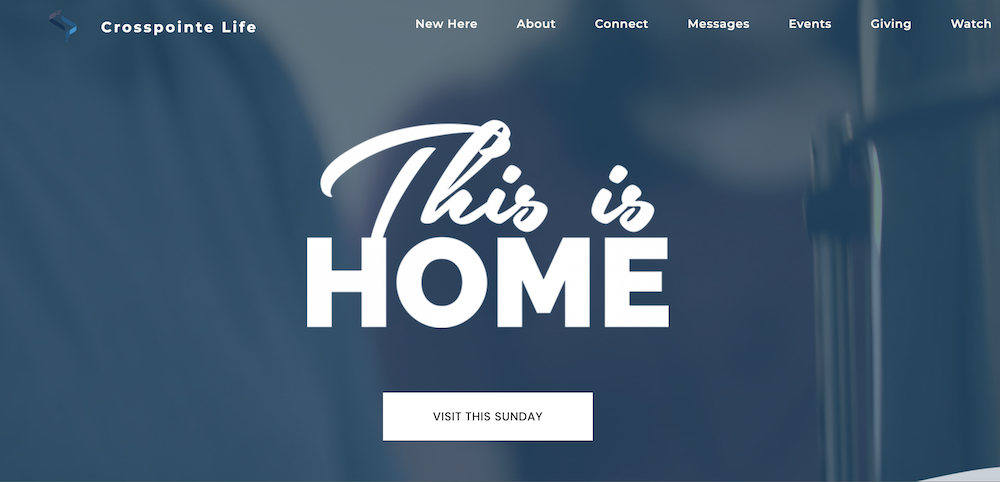 Crosspointe Life
New Here About Connect Messages Events Giving Watch
This is
HOME
VISIT THIS SUNDAY